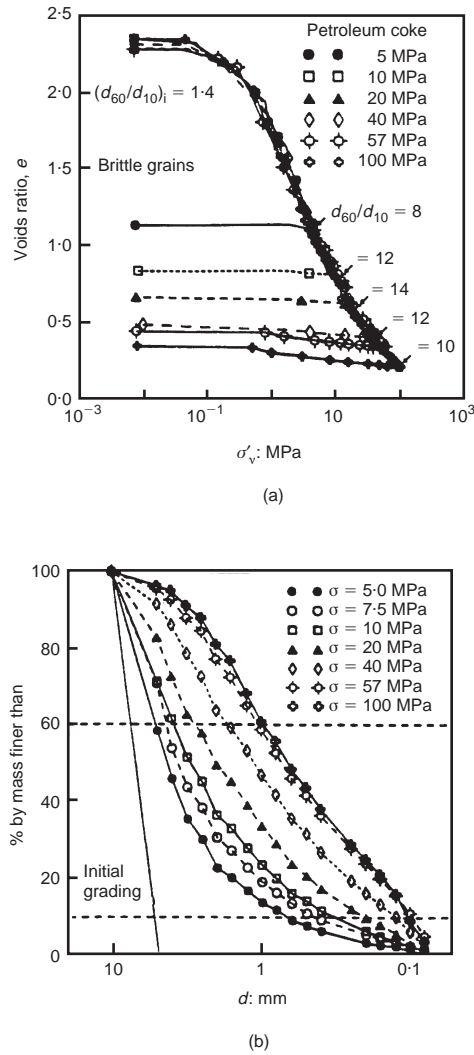 Petroleum coke
5 MPa
10 MPa
20 MPa
40 MPa
57 MPa
100 MPa
(d60/d10)i = 1·4
Brittle grains
d60/d10 = 8
= 12
= 14
= 12
= 10
Voids ratio, e
2·0
1·5
1·0
0·5
0·0
10−3
10−1
10
103
σ′v: MPa
(a)
σ = 5·0 MPa
σ = 7·5 MPa
σ = 10 MPa
σ = 20 MPa
σ = 40 MPa
σ = 57 MPa
σ = 100 MPa
% by mass finer than
100
80
60
40
20
0
Initial
grading
10
1
0·1
d: mm
(b)